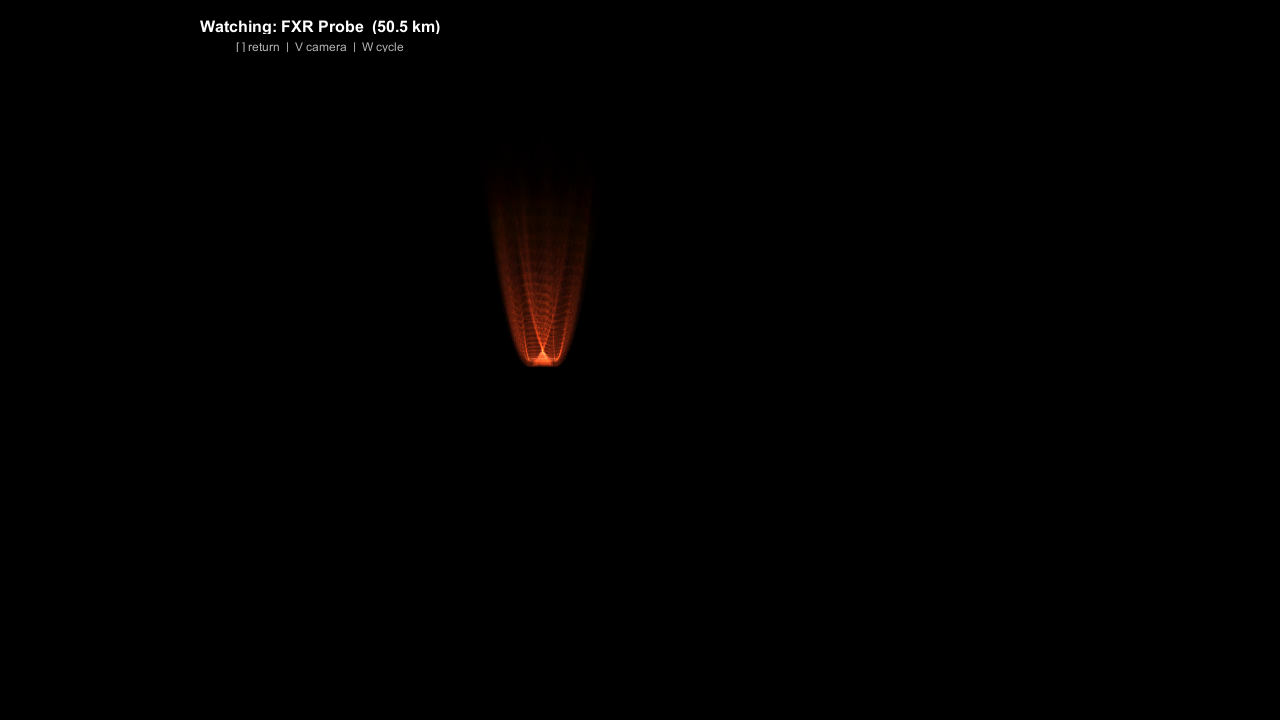 Watching: FXR Probe (50.5 km)
[ ] return | V camera | W cycle